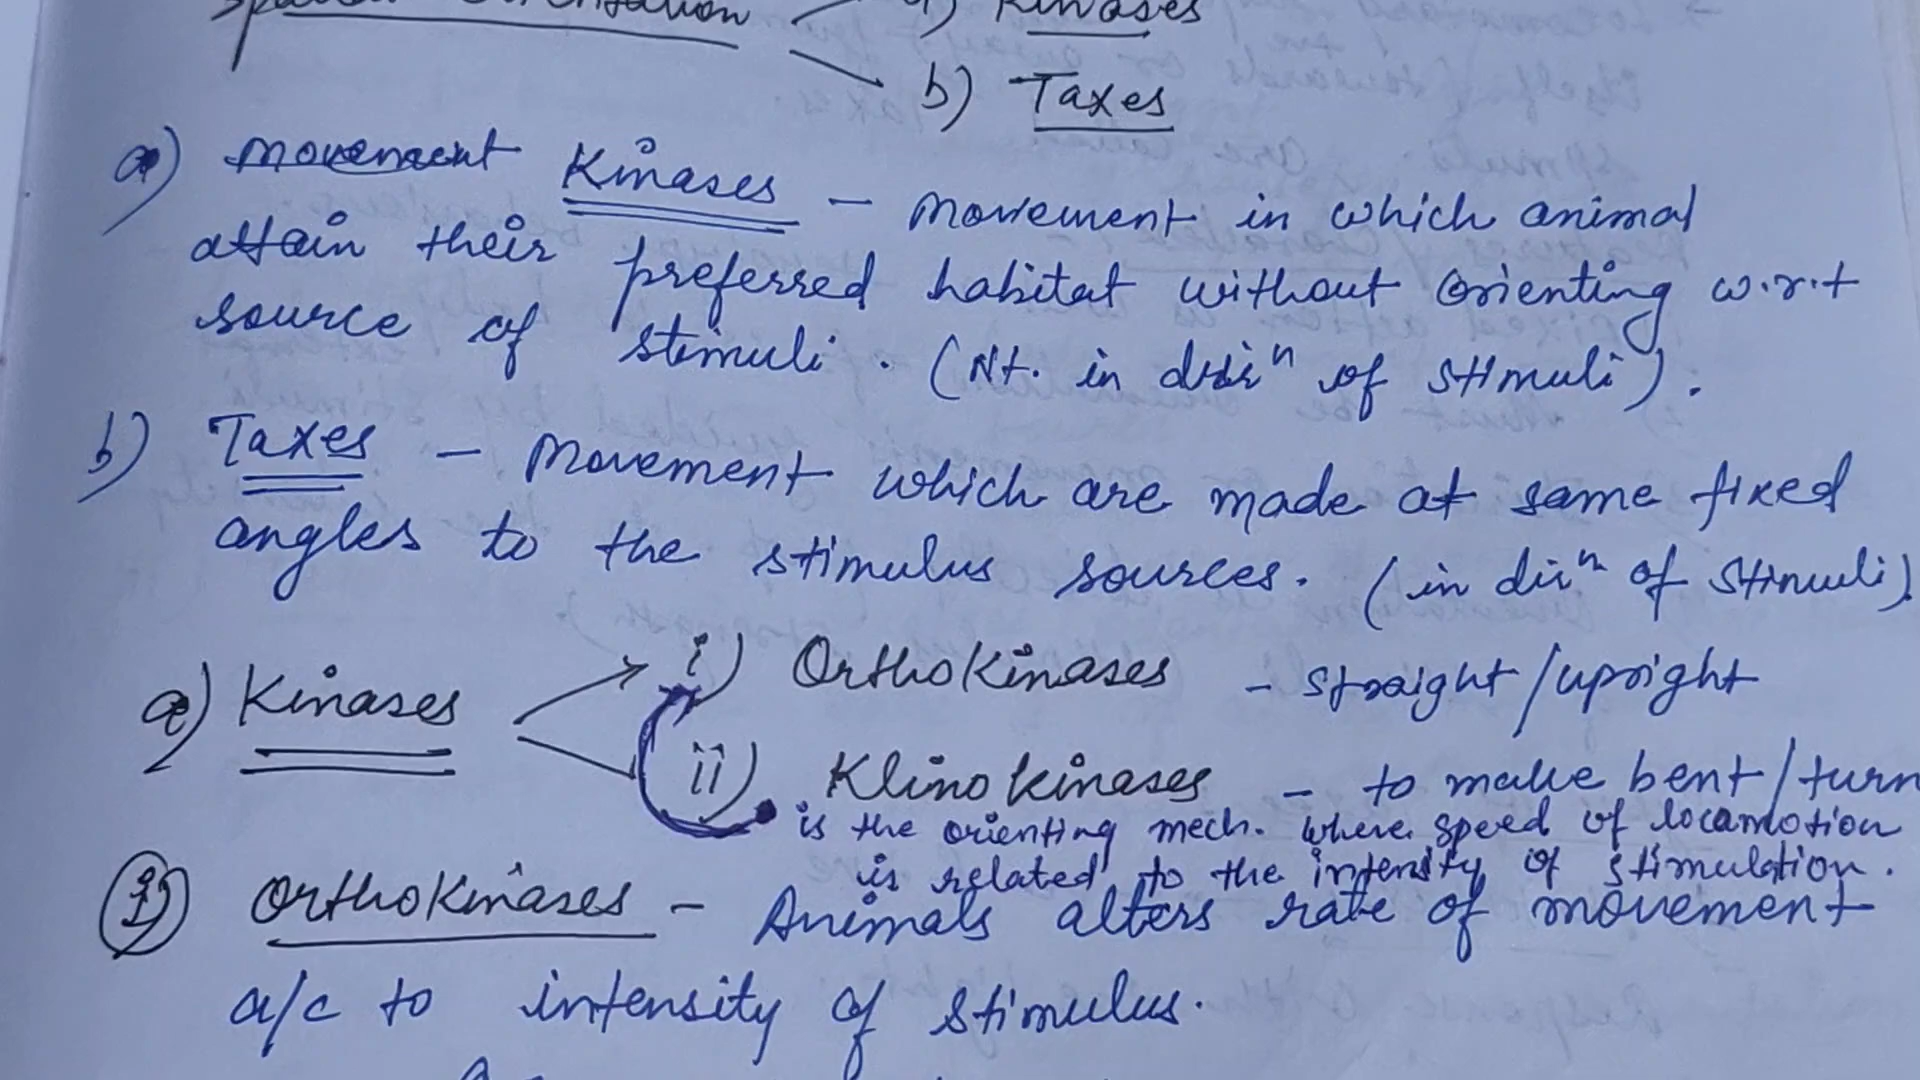 a) Kinases
b) Taxes
a) movement Kinases – Movement in which animal
attain their preferred habitat without orienting w.r.t
source of stimuli. (Nt. in dirⁿ of stimuli).
b) Taxes – Movement which are made at same fixed
angles to the stimulus sources. (in dirⁿ of stimuli)
a) Kinases
i) Orthokinases – straight/upright
ii) Klinokinases – to make bent/turn
is the orienting mech. where speed of locamotion
is related to the intensity of stimulation.
Orthokinases – Animals alters rate of movement
a/c to intensity of stimulus.